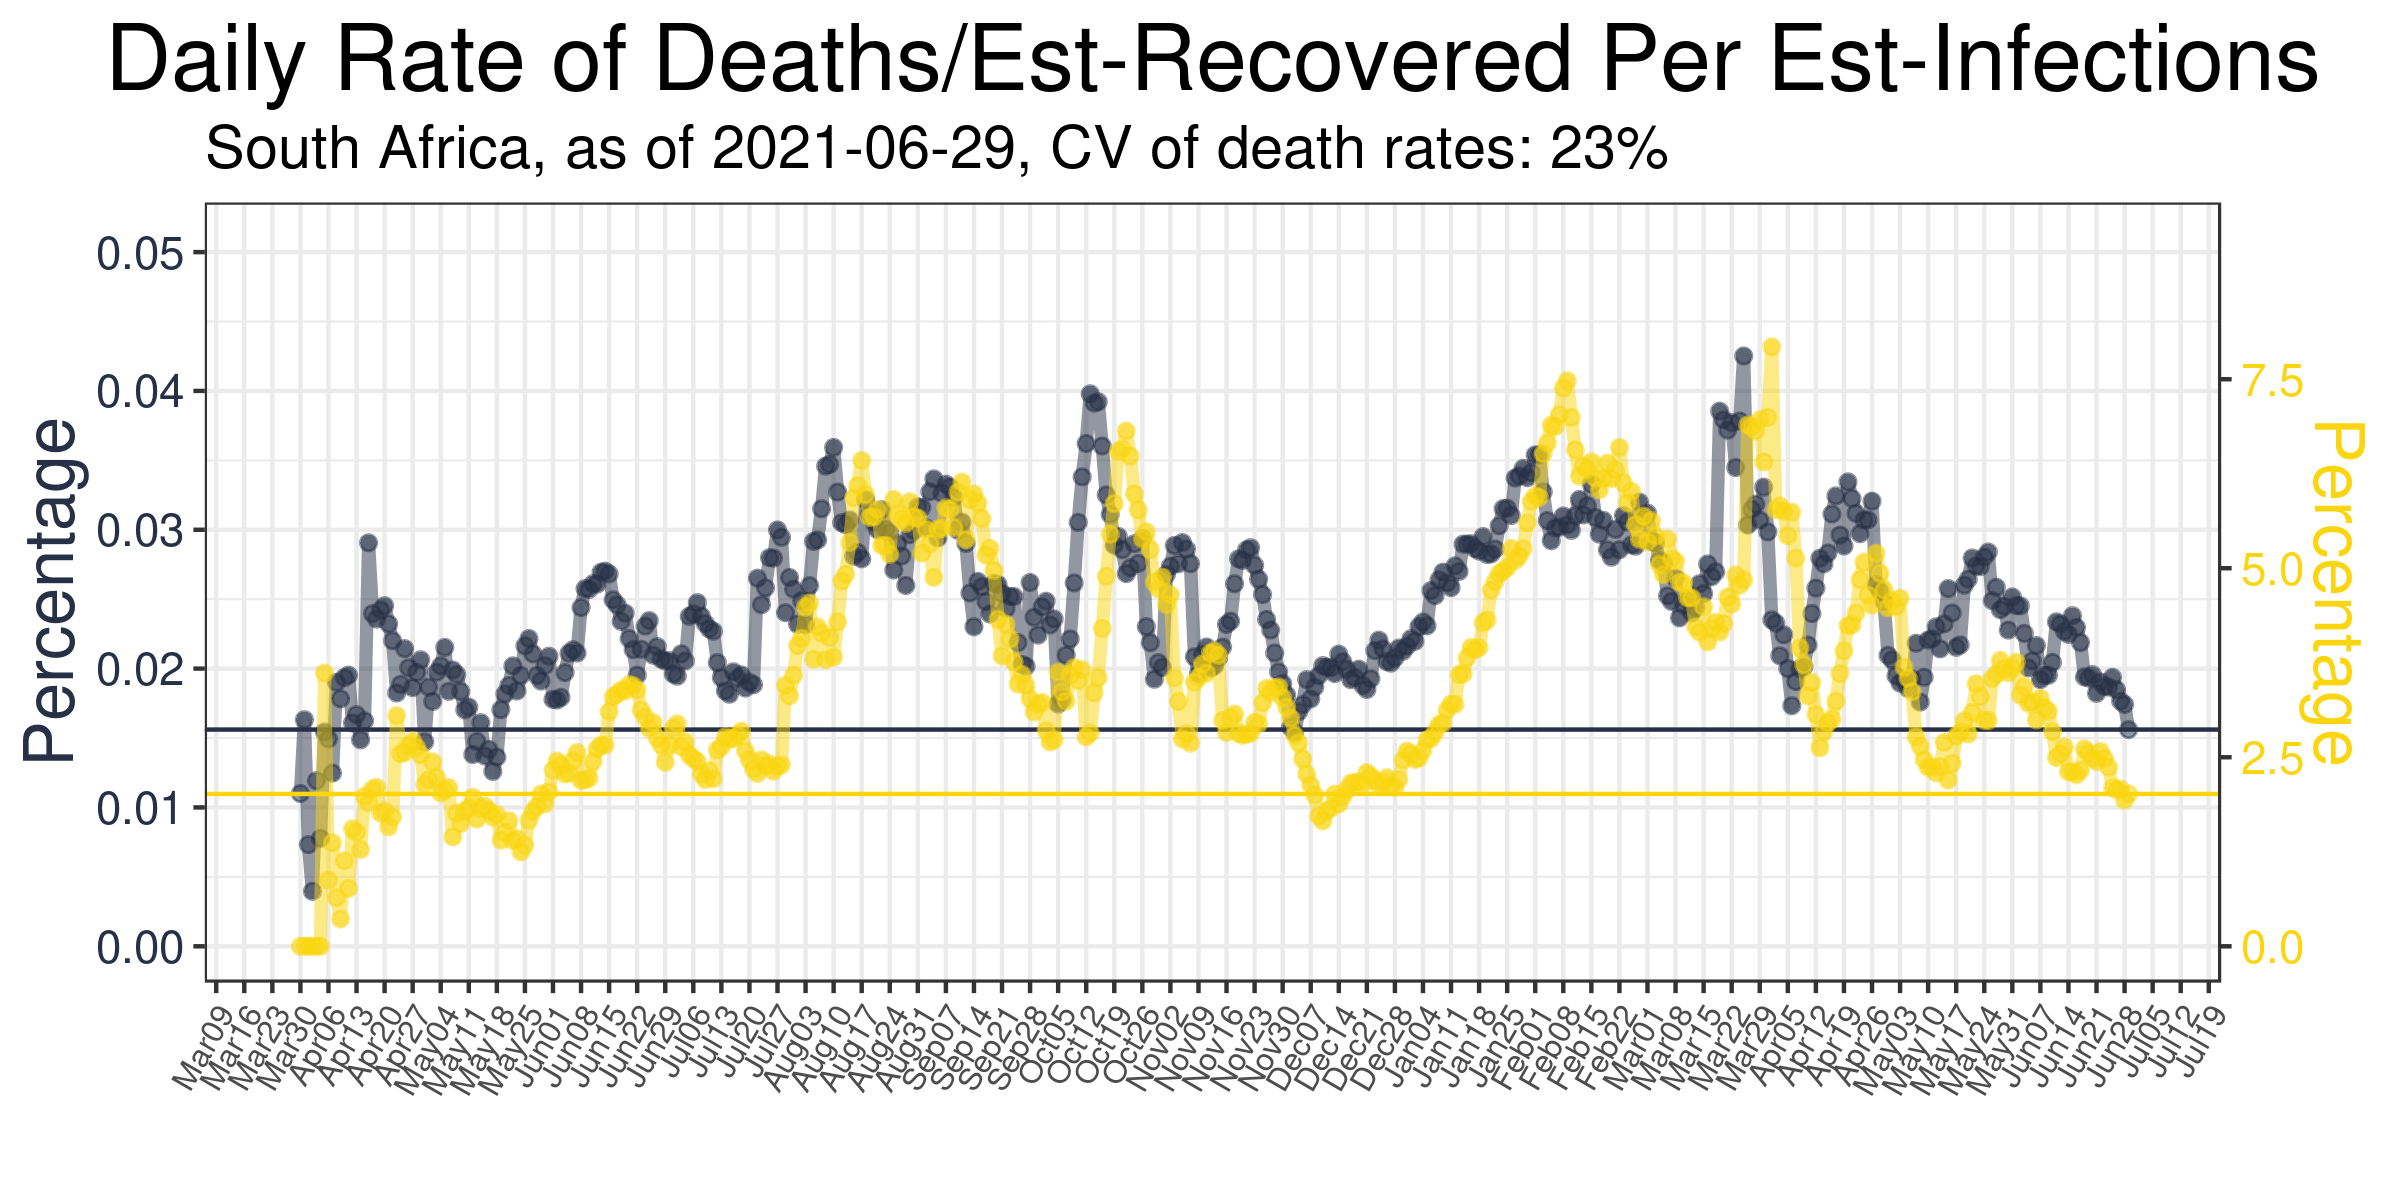 Daily Rate of Deaths/Est-Recovered Per Est-Infections
South Africa, as of 2021-06-29, CV of death rates: 23%
Percentage
0.05
0.04
0.03
0.02
0.01
0.00
7.5
5.0
2.5
0.0
Percentage
Mar09
Mar16
Mar23
Mar30
Apr06
Apr13
Apr20
Apr27
May04
May11
May18
May25
Jun01
Jun08
Jun15
Jun22
Jun29
Jul06
Jul13
Jul20
Jul27
Aug03
Aug10
Aug17
Aug24
Aug31
Sep07
Sep14
Sep21
Sep28
Oct05
Oct12
Oct19
Oct26
Nov02
Nov09
Nov16
Nov23
Nov30
Dec07
Dec14
Dec21
Dec28
Jan04
Jan11
Jan18
Jan25
Feb01
Feb08
Feb15
Feb22
Mar01
Mar08
Mar15
Mar22
Mar29
Apr05
Apr12
Apr19
Apr26
May03
May10
May17
May24
May31
Jun07
Jun14
Jun21
Jun28
Jul05
Jul12
Jul19